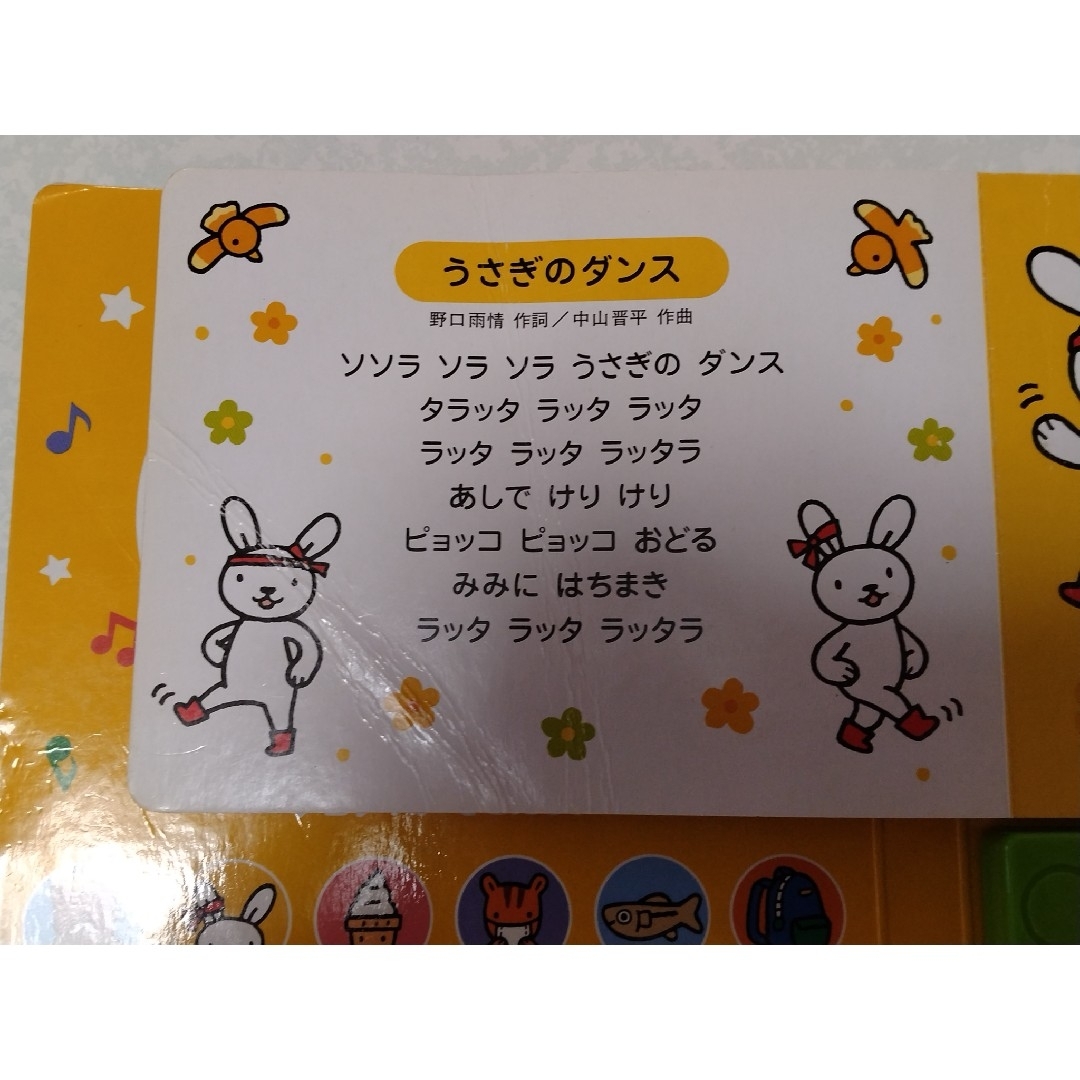 うさぎのダンス
野口雨情 作詞／中山晋平 作曲
ソソラ ソラ ソラ うさぎの ダンス
タラッタ ラッタ ラッタ
ラッタ ラッタ ラッタラ
あしで けり けり
ピョッコ ピョッコ おどる
みみに はちまき
ラッタ ラッタ ラッタラ